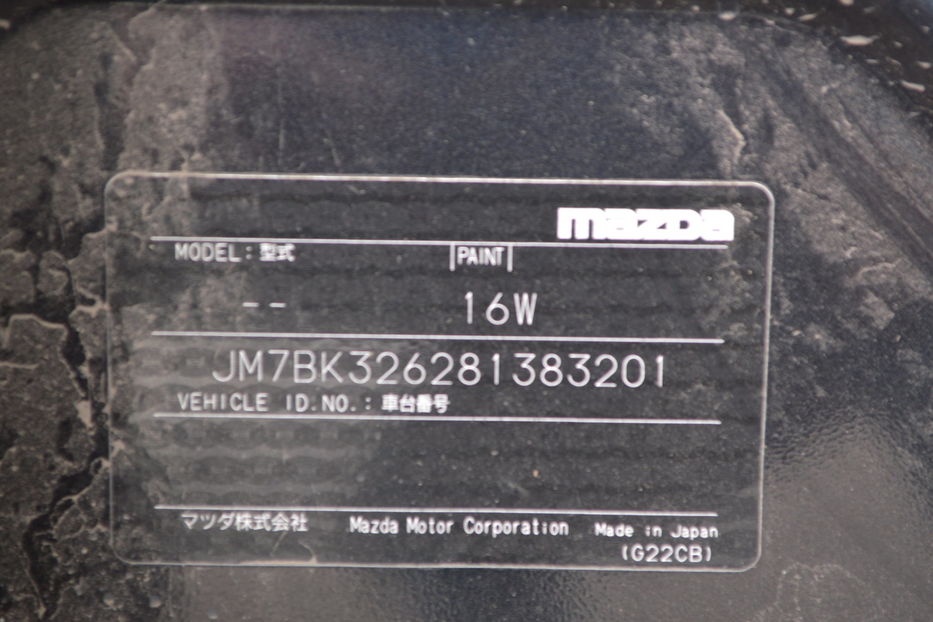 mazda
MODEL : 型式 PAINT
-- 16W
JM7BK326281383201
VEHICLE ID.NO. : 車台番号
マツダ株式会社 Mazda Motor Corporation Made in Japan
(G22CB)